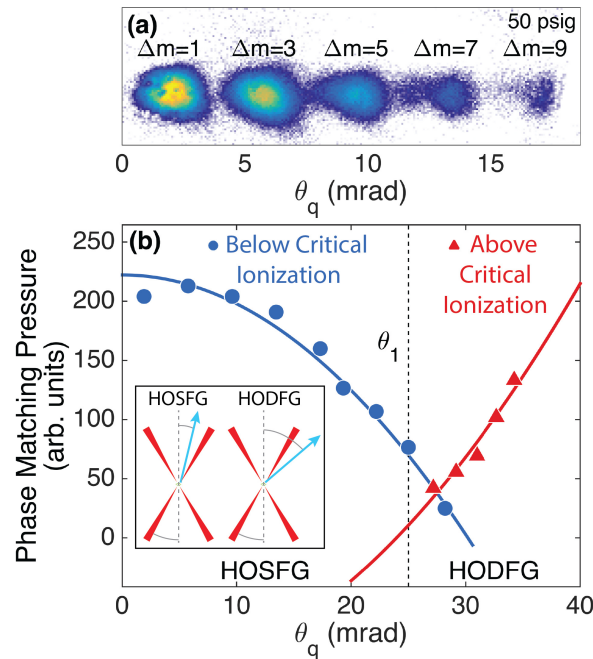 (a)
50 psig
Δm=1 Δm=3 Δm=5 Δm=7 Δm=9
0 5 10 15
θq (mrad)
(b)
Below Critical
Ionization
Above
Critical
Ionization
θ1
250
200
150
100
50
0
Phase Matching Pressure
(arb. units)
HOSFG HODFG
HOSFG HODFG
0 10 20 30 40
θq (mrad)